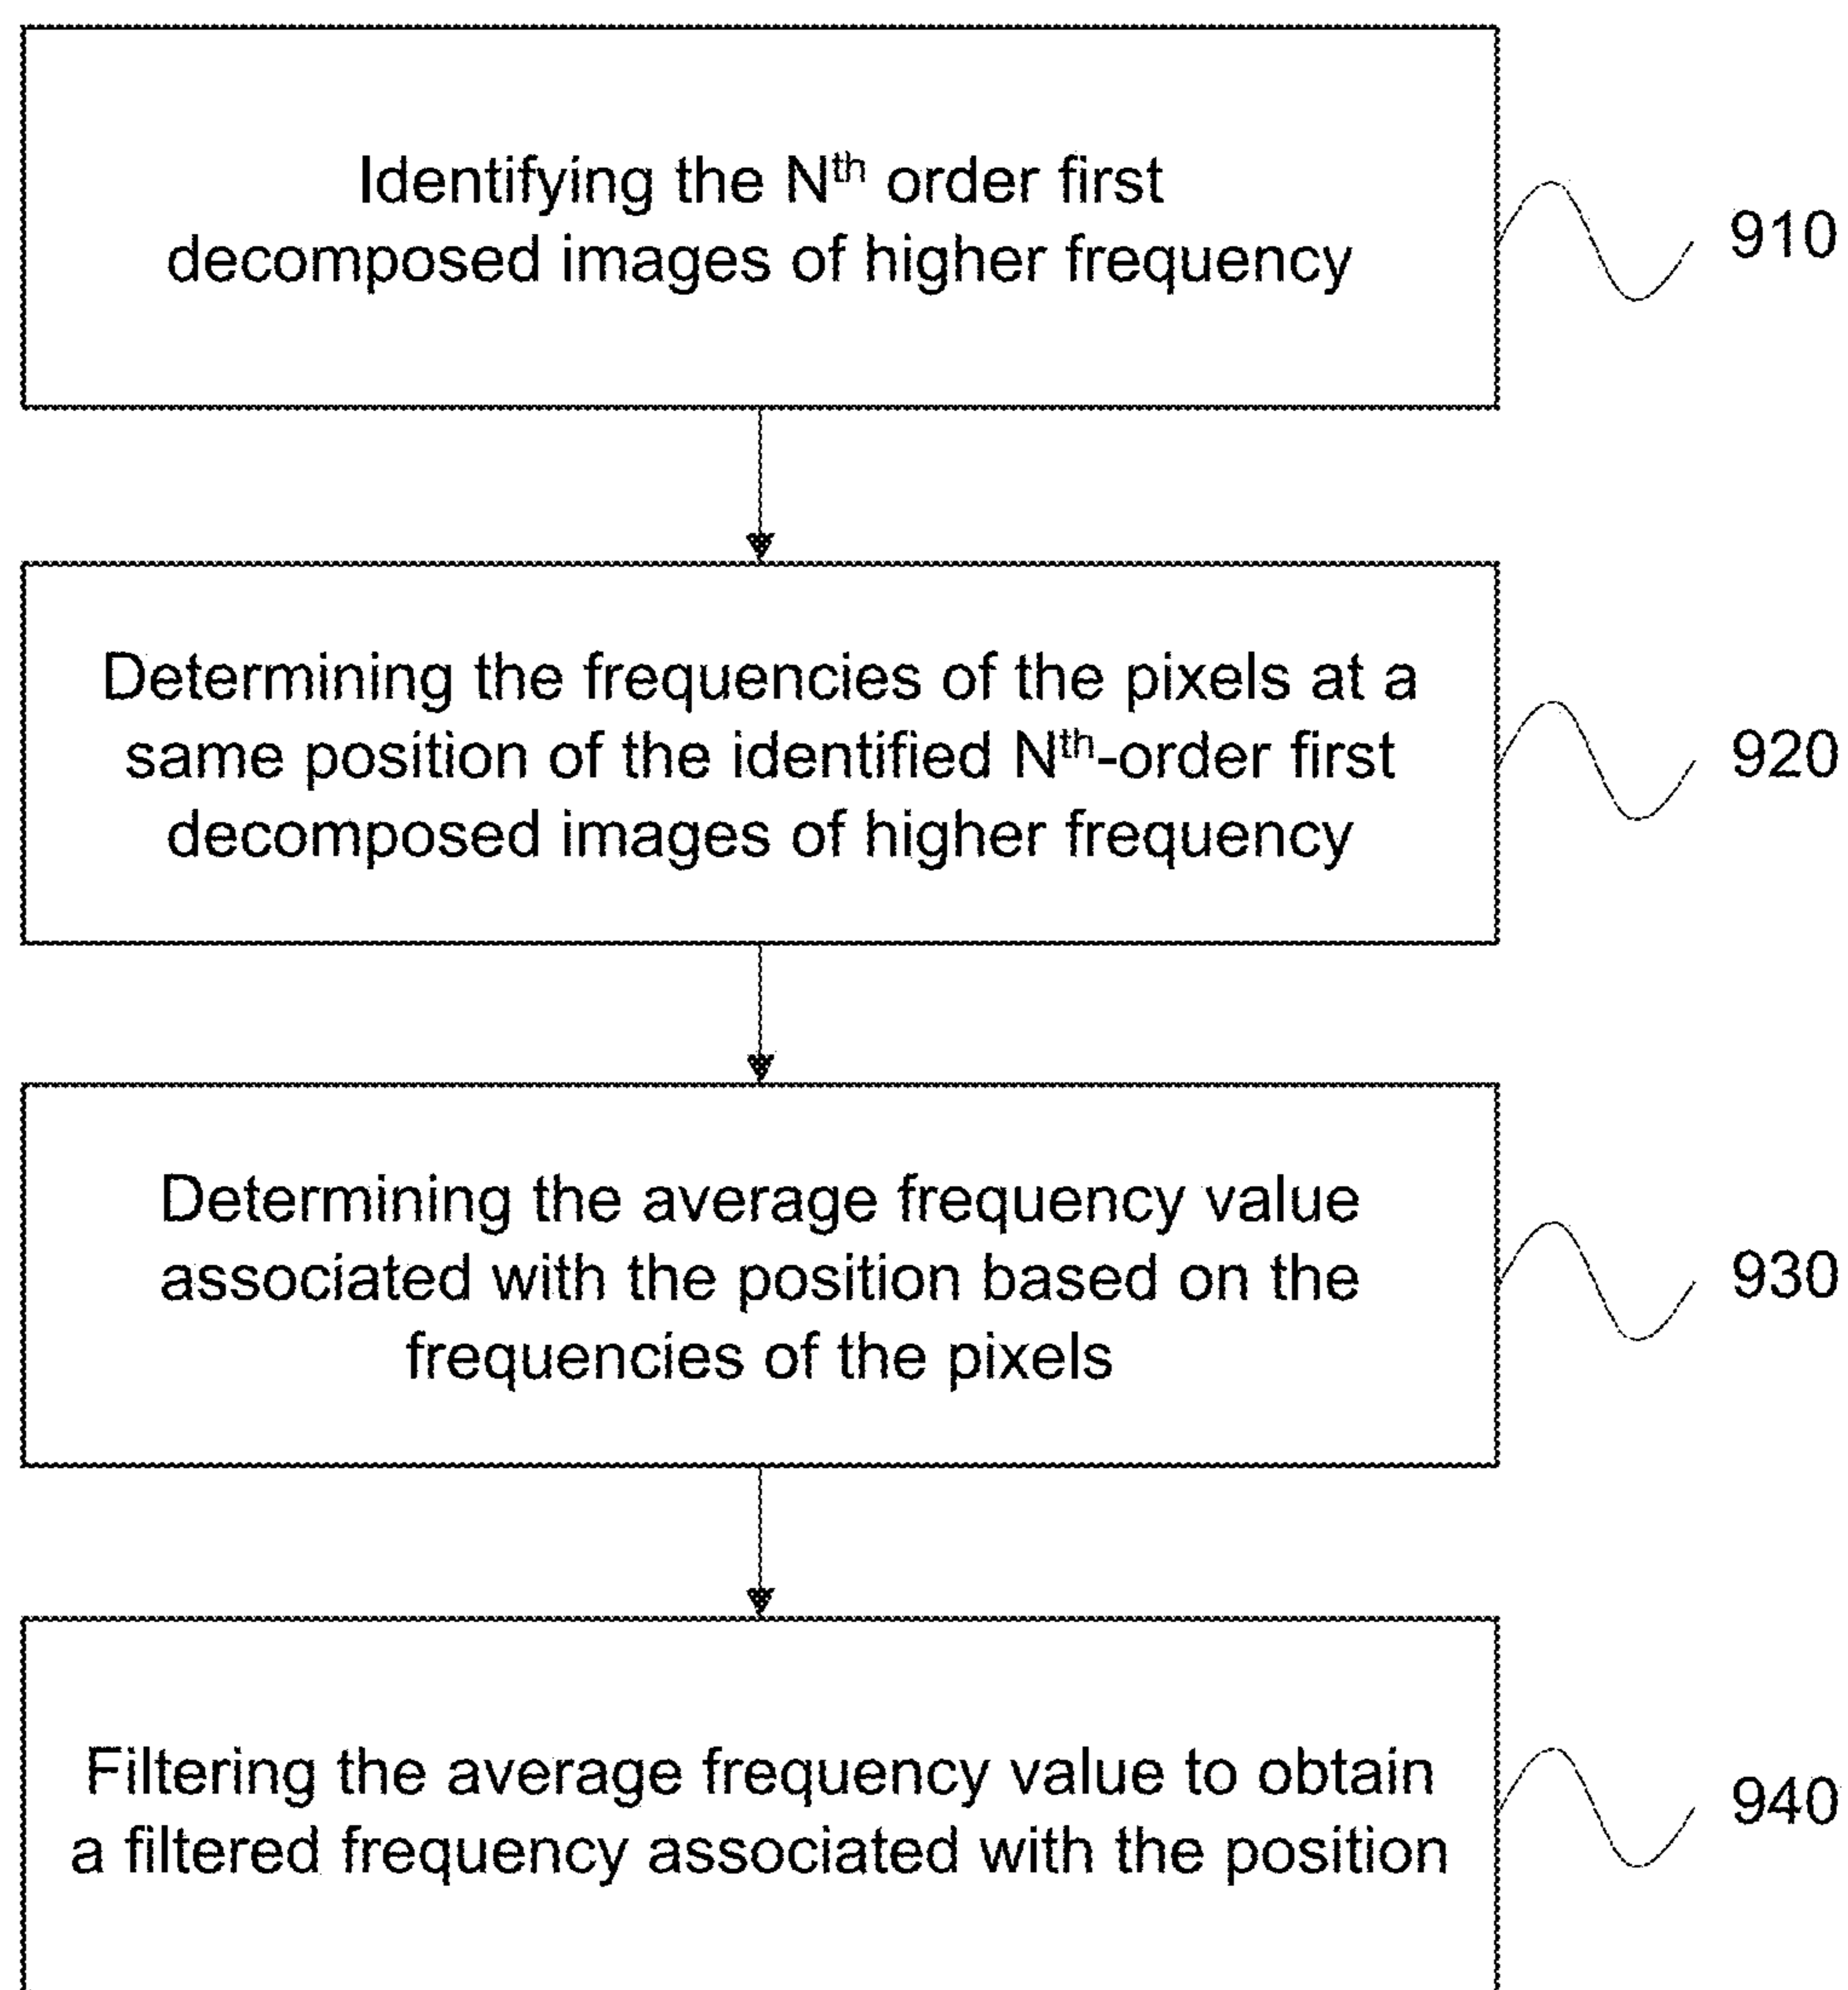 Identifying the Nth order first
decomposed images of higher frequency
910
Determining the frequencies of the pixels at a
same position of the identified Nth-order first
decomposed images of higher frequency
920
Determining the average frequency value
associated with the position based on the
frequencies of the pixels
930
Filtering the average frequency value to obtain
a filtered frequency associated with the position
940